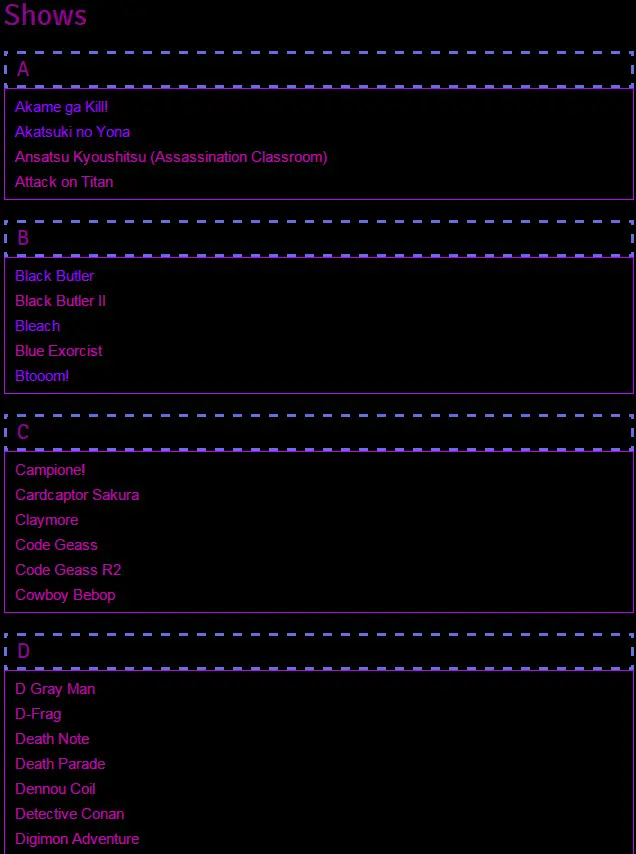 Shows
A
Akame ga Kill!
Akatsuki no Yona
Ansatsu Kyoushitsu (Assassination Classroom)
Attack on Titan
B
Black Butler
Black Butler II
Bleach
Blue Exorcist
Btooom!
C
Campione!
Cardcaptor Sakura
Claymore
Code Geass
Code Geass R2
Cowboy Bebop
D
D Gray Man
D-Frag
Death Note
Death Parade
Dennou Coil
Detective Conan
Digimon Adventure